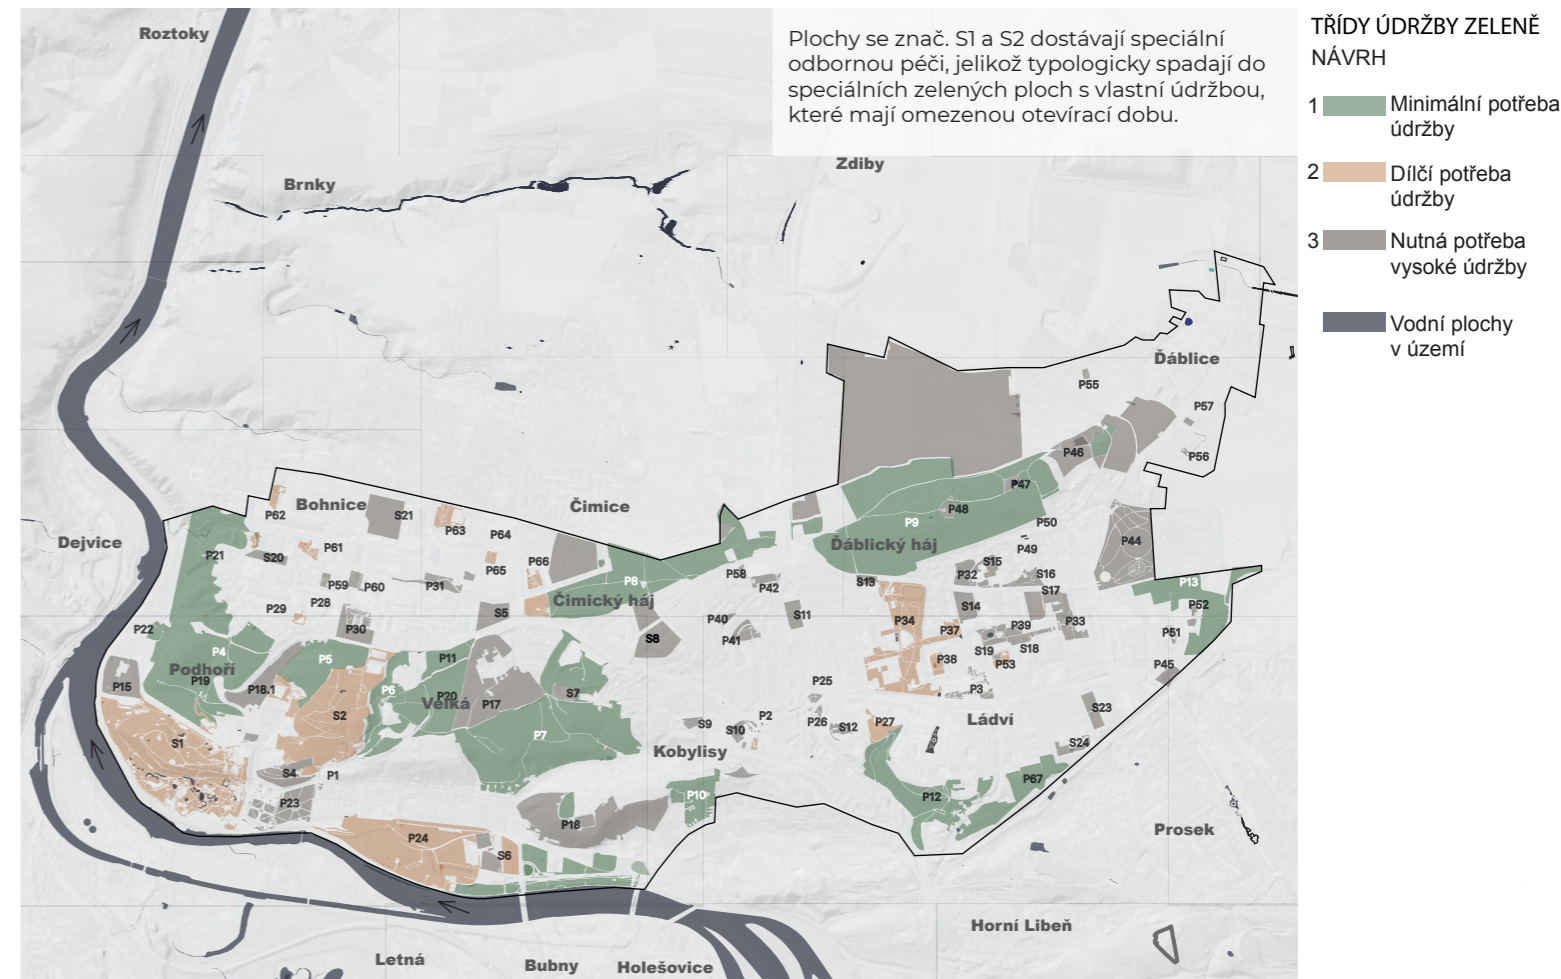 Roztoky
Plochy se znač. S1 a S2 dostávají speciální
odbornou péči, jelikož typologicky spadají do
speciálních zelených ploch s vlastní údržbou,
které mají omezenou otevírací dobu.
TŘÍDY ÚDRŽBY ZELENĚ
NÁVRH
1 Minimální potřeba
údržby
2 Dílčí potřeba
údržby
3 Nutná potřeba
vysoké údržby
Vodní plochy
v území
Zdiby
Brnky
Ďáblice
P55
P57
P46
P56
P47
Bohnice
Čimice
P62
S21
P63
P64
P48
P9
P50
Dejvice
P44
Ďáblický háj
P21
S20
P61
P65
P66
P49
P59
P60
P31
P8
P58
P42
S13
P32
S15
S16
S17
P13
P29
P28
Čimický háj
S5
S11
S14
P52
P22
P30
P40
P41
S8
P34
P37
P39
P33
P51
P4
P5
P11
S19
S18
P38
P53
P45
Podhoří
P19
P18.1
P15
P6
P20
Velká
P17
S7
P25
P3
S1
S2
P7
S9
S10
P2
P26
S12
P27
Ládví
S23
Kobylisy
S24
S4
P1
P23
P10
P12
P67
P24
S6
P18
Prosek
Horní Libeň
Letná
Bubny
Holešovice